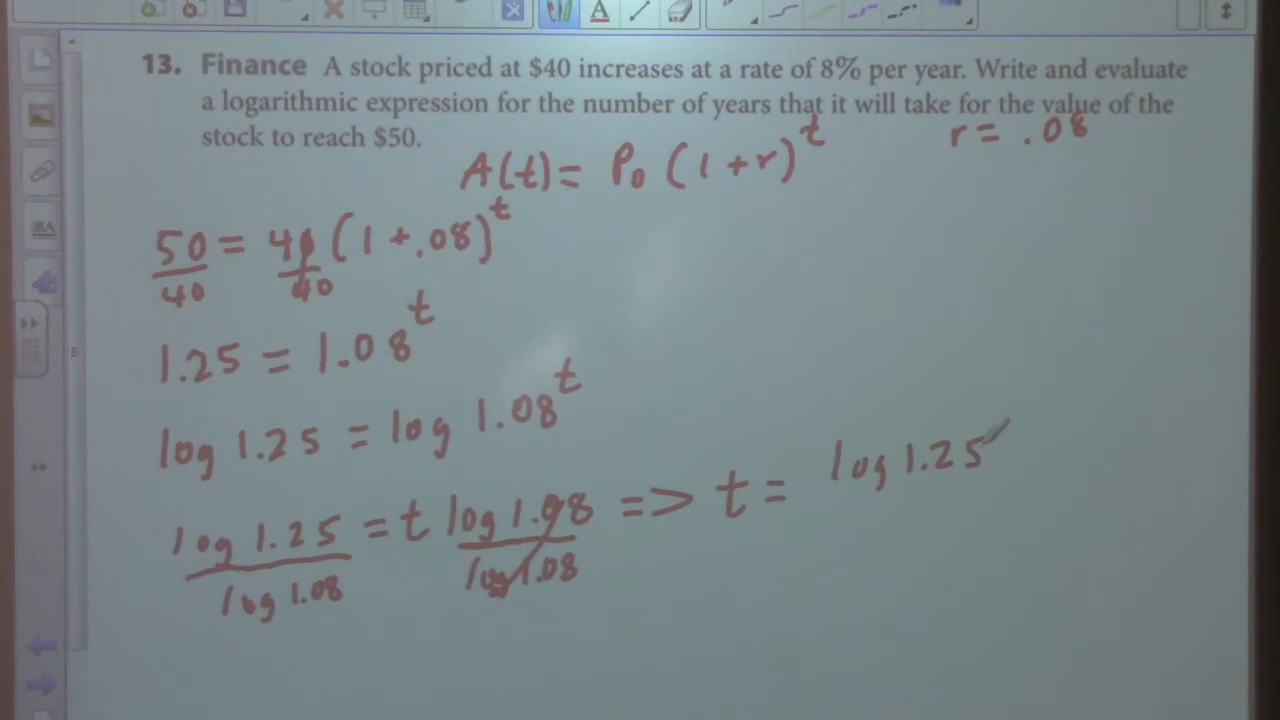 13. Finance A stock priced at $40 increases at a rate of 8% per year. Write and evaluate
a logarithmic expression for the number of years that it will take for the value of the
stock to reach $50.
r = .08
A(t) = P₀ (1 + r)^t
50/40 = 40/40 (1 + .08)^t
1.25 = 1.08^t
log 1.25 = log 1.08^t
log 1.25 / log 1.08 = t log 1.08 / log 1.08 => t = log 1.25